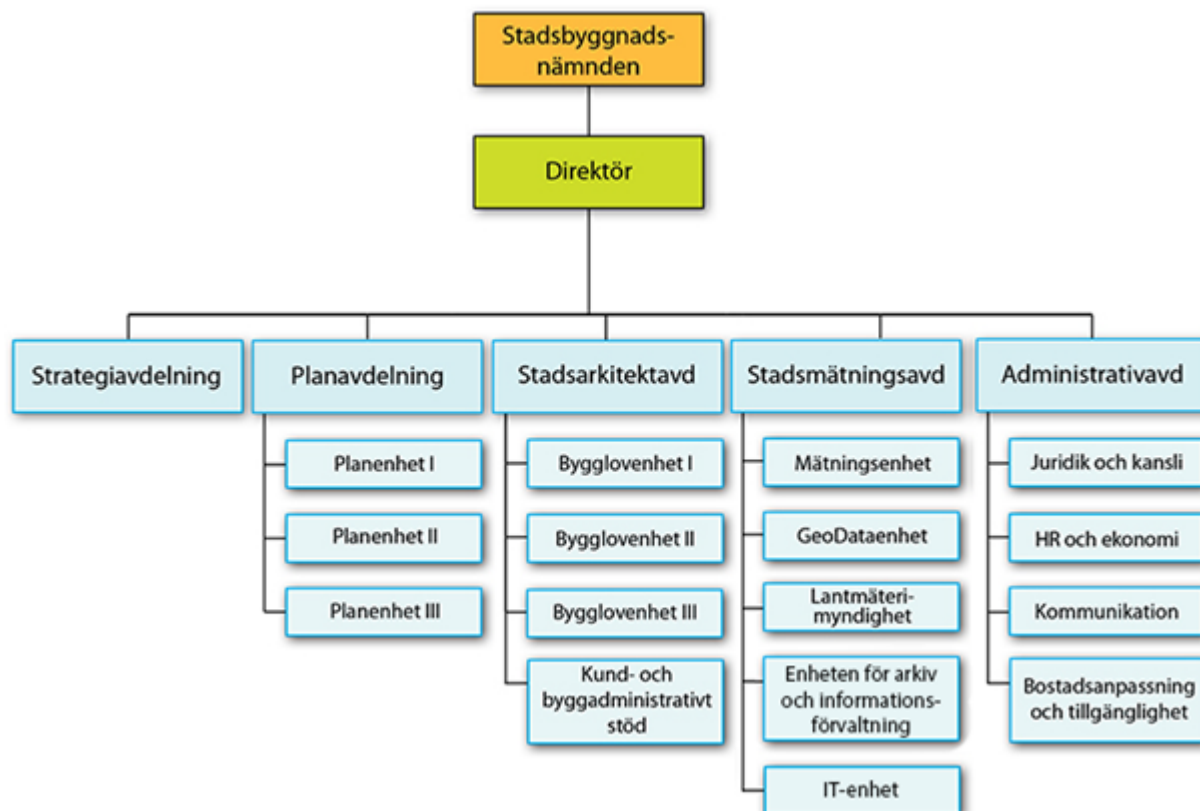 Stadsbyggnads-
nämnden
Direktör
Strategiavdelning
Planavdelning
Stadsarkitektavd
Stadsmätningsavd
Administrativavd
Planenhet I
Planenhet II
Planenhet III
Bygglovenhet I
Bygglovenhet II
Bygglovenhet III
Kund- och
byggadministrativt
stöd
Mätningsenhet
GeoDataenhet
Lantmäteri-
myndighet
Enheten för arkiv
och informations-
förvaltning
IT-enhet
Juridik och kansli
HR och ekonomi
Kommunikation
Bostadsanpassning
och tillgänglighet